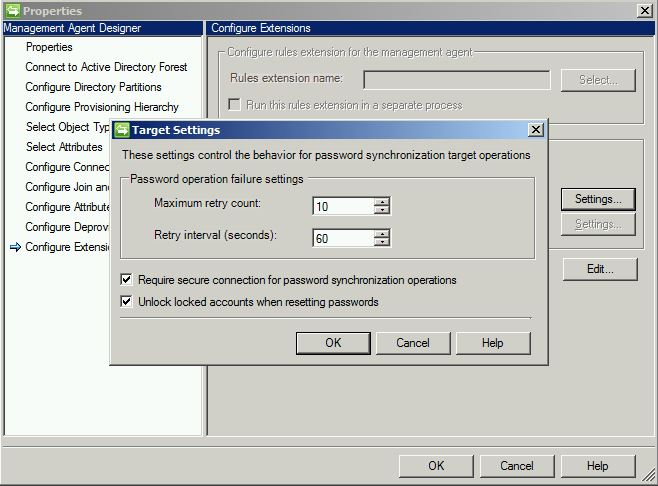 Properties
Management Agent Designer
Configure Extensions
Properties
Connect to Active Directory Forest
Configure Directory Partitions
Configure Provisioning Hierarchy
Select Object Typ
Select Attributes
Configure Connec
Configure Join and
Configure Attribute
Configure Deprov
Configure Extensio
Configure rules extension for the management agent
Rules extension name:
Select...
Run this rules extension in a separate process
Settings...
Settings...
Edit...
Target Settings
These settings control the behavior for password synchronization target operations
Password operation failure settings
Maximum retry count: 10
Retry interval (seconds): 60
Require secure connection for password synchronization operations
Unlock locked accounts when resetting passwords
OK Cancel Help
OK Cancel Help